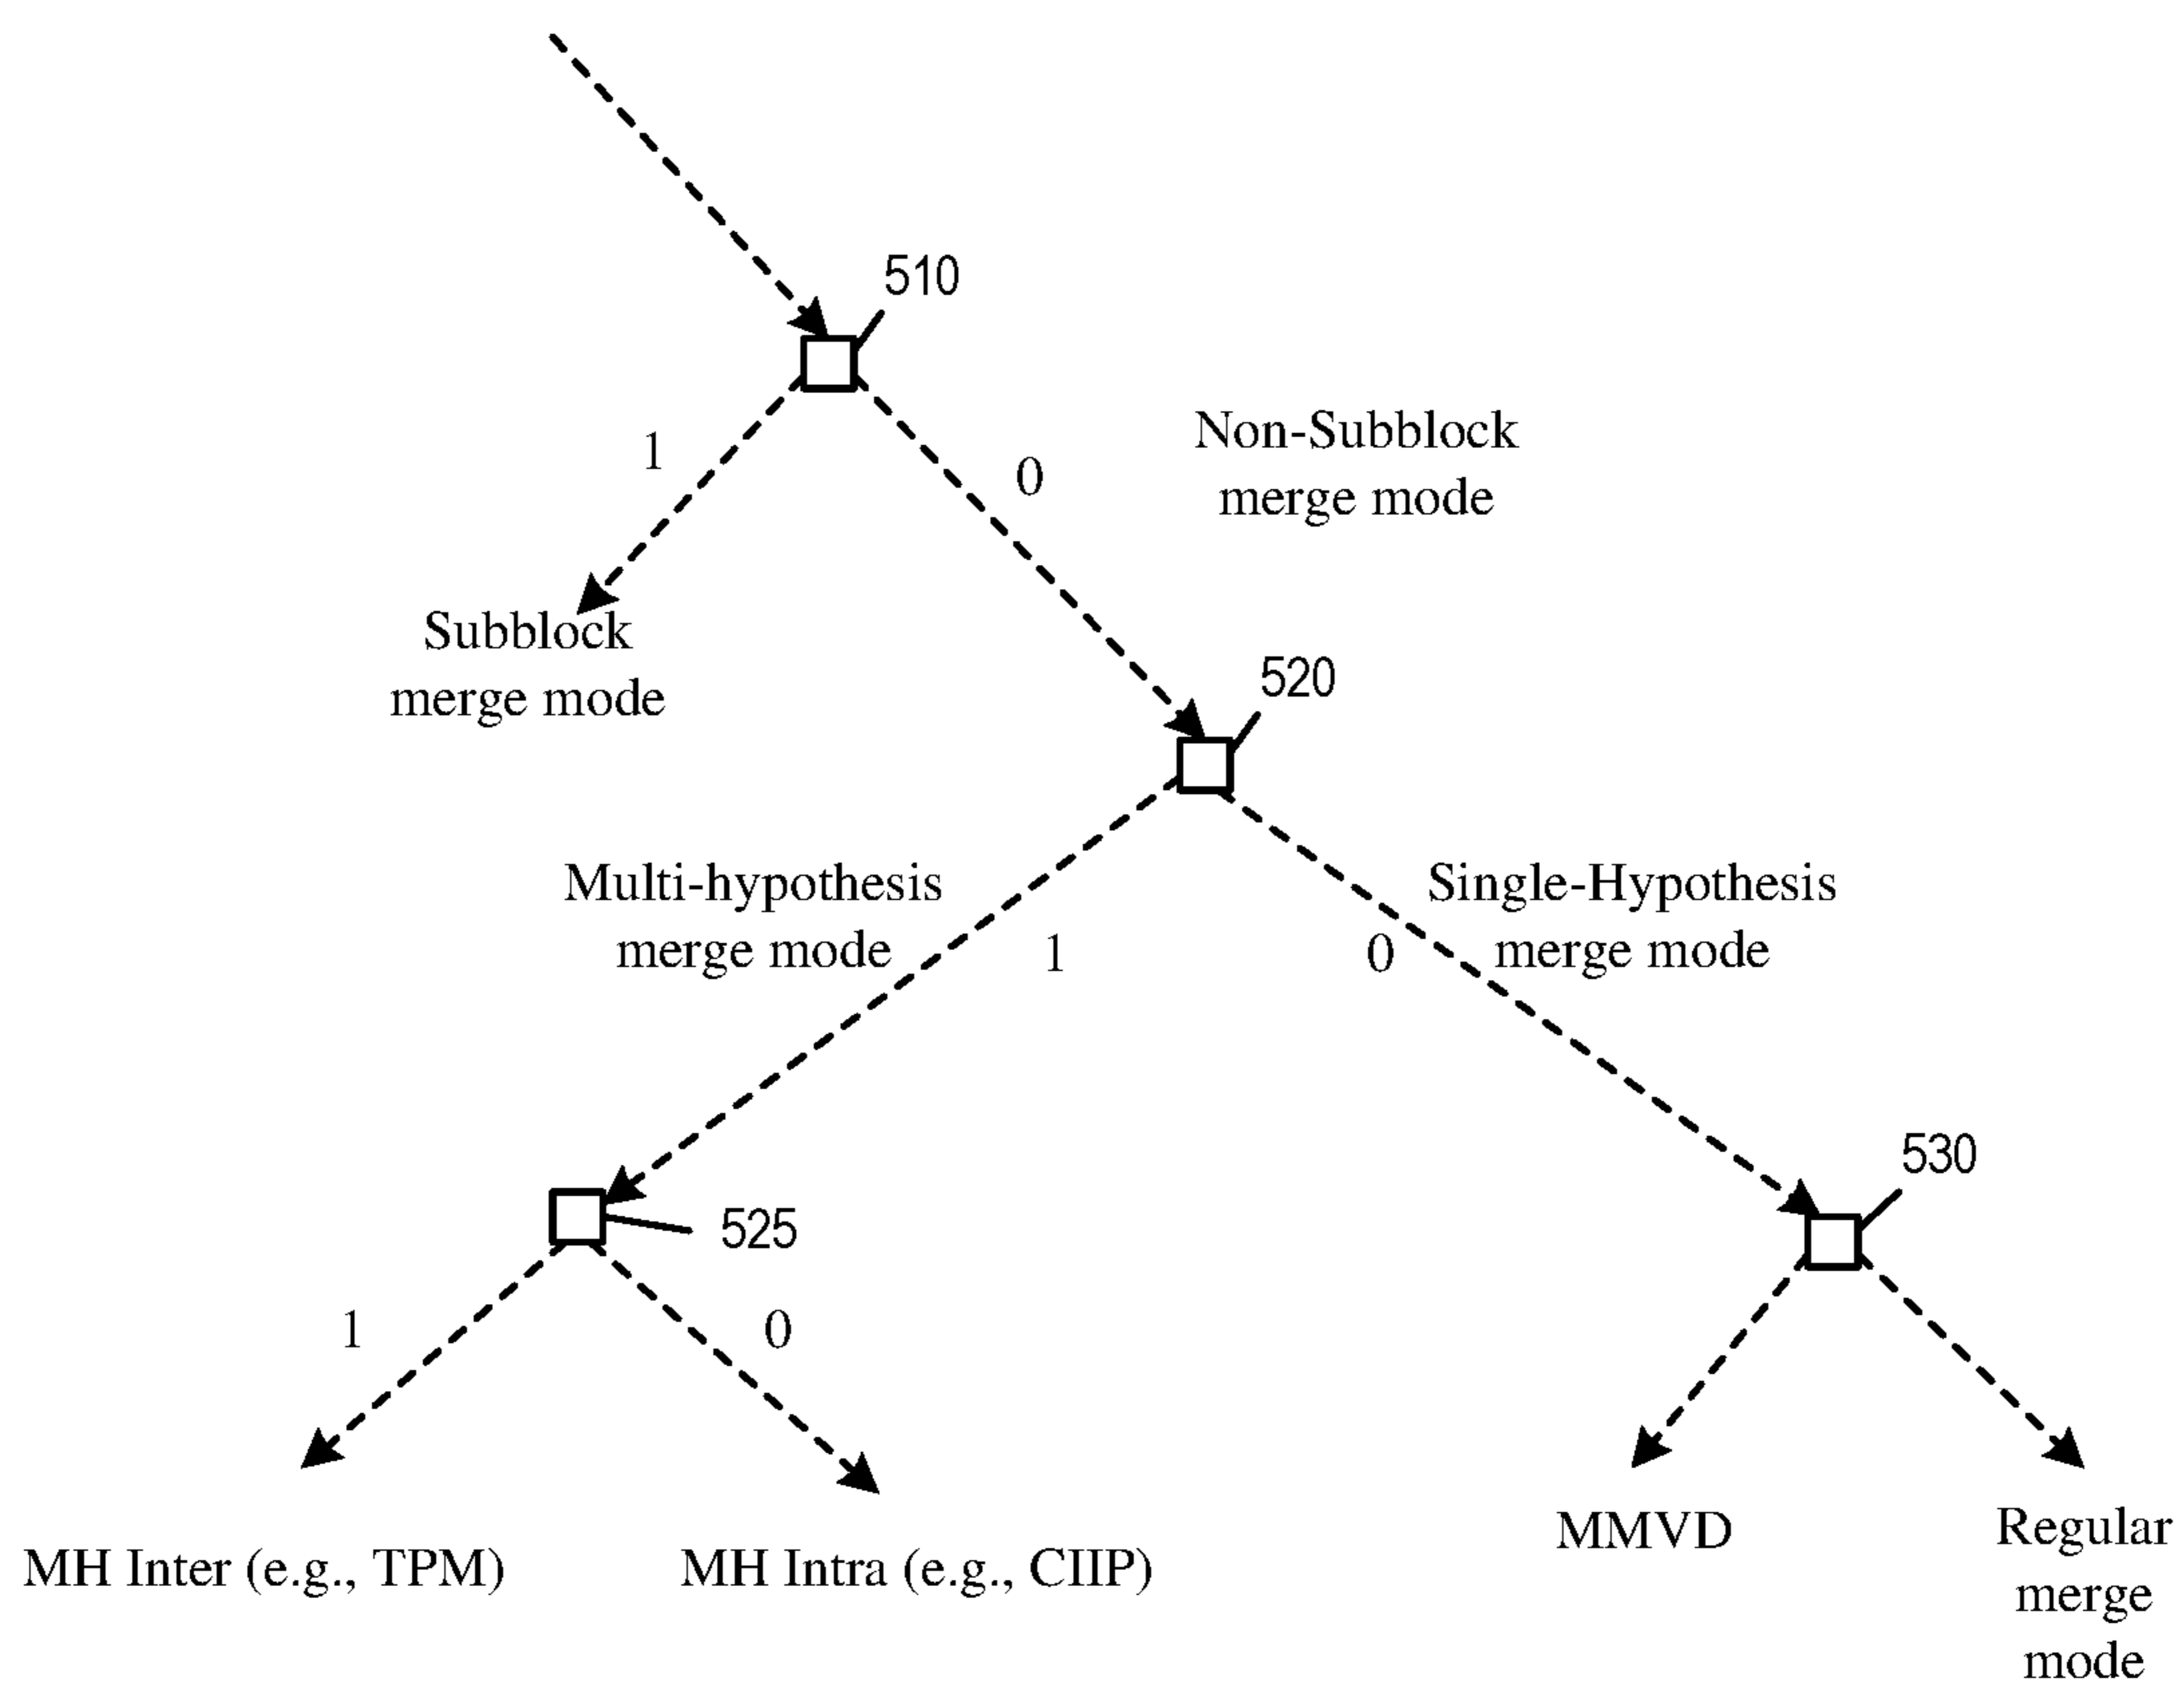 510
Non-Subblock
merge mode
1
0
Subblock
merge mode
520
Multi-hypothesis
merge mode
1
0
Single-Hypothesis
merge mode
530
525
1
0
MH Inter (e.g., TPM)
MH Intra (e.g., CIIP)
MMVD
Regular
merge
mode